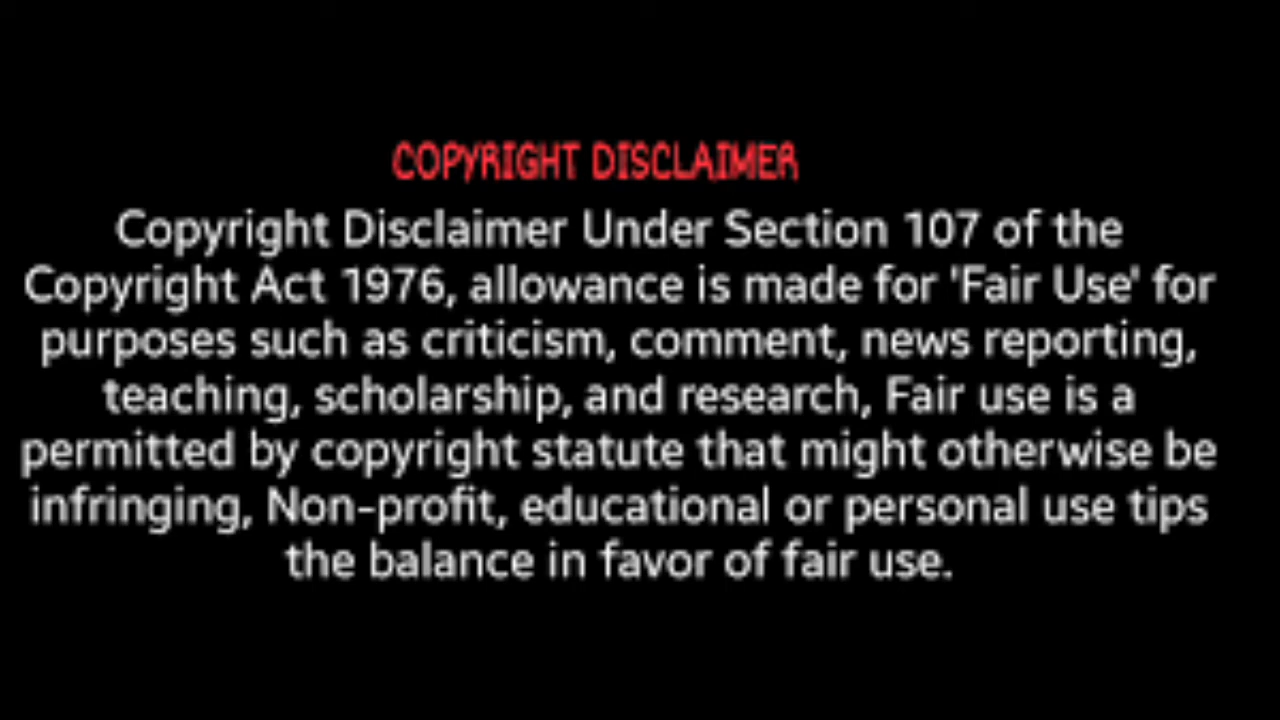 COPYRIGHT DISCLAIMER
Copyright Disclaimer Under Section 107 of the
Copyright Act 1976, allowance is made for 'Fair Use' for
purposes such as criticism, comment, news reporting,
teaching, scholarship, and research, Fair use is a
permitted by copyright statute that might otherwise be
infringing, Non-profit, educational or personal use tips
the balance in favor of fair use.